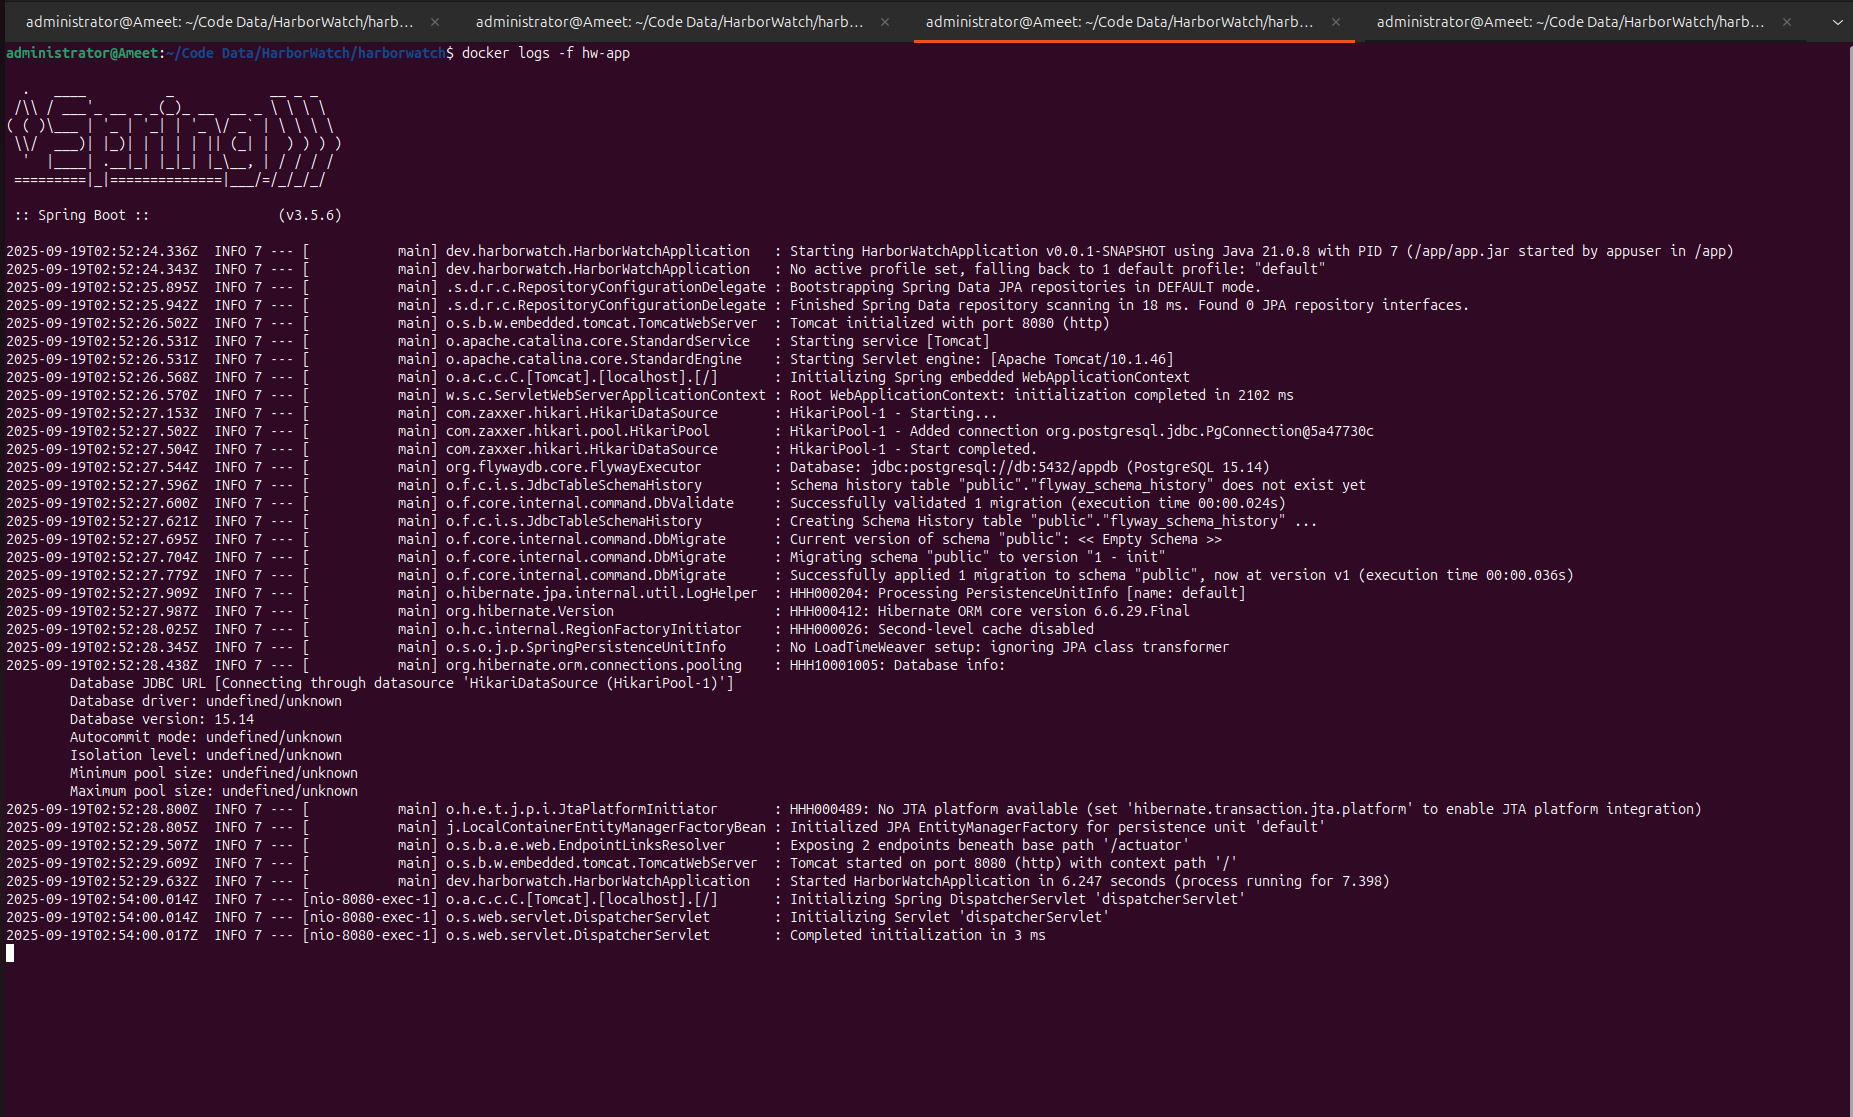 administrator@Ameet: ~/Code Data/HarborWatch/harb... × administrator@Ameet: ~/Code Data/HarborWatch/harb... × administrator@Ameet: ~/Code Data/HarborWatch/harb... × administrator@Ameet: ~/Code Data/HarborWatch/harb... ×
administrator@Ameet:~/Code Data/HarborWatch/harborwatch$ docker logs -f hw-app

  .   ____          _            __ _ _
 /\\ / ___'_ __ _ _(_)_ __  __ _ \ \ \ \
( ( )\___ | '_ | '_| | '_ \/ _` | \ \ \ \
 \\/  ___)| |_)| | | | | || (_| |  ) ) ) )
  '  |____| .__|_| |_|_| |_\__, | / / / /
 =========|_|==============|___/=/_/_/_/

 :: Spring Boot ::                (v3.5.6)

2025-09-19T02:52:24.336Z  INFO 7 --- [           main] dev.harborwatch.HarborWatchApplication   : Starting HarborWatchApplication v0.0.1-SNAPSHOT using Java 21.0.8 with PID 7 (/app/app.jar started by appuser in /app)
2025-09-19T02:52:24.343Z  INFO 7 --- [           main] dev.harborwatch.HarborWatchApplication   : No active profile set, falling back to 1 default profile: "default"
2025-09-19T02:52:25.895Z  INFO 7 --- [           main] .s.d.r.c.RepositoryConfigurationDelegate : Bootstrapping Spring Data JPA repositories in DEFAULT mode.
2025-09-19T02:52:25.942Z  INFO 7 --- [           main] .s.d.r.c.RepositoryConfigurationDelegate : Finished Spring Data repository scanning in 18 ms. Found 0 JPA repository interfaces.
2025-09-19T02:52:26.502Z  INFO 7 --- [           main] o.s.b.w.embedded.tomcat.TomcatWebServer  : Tomcat initialized with port 8080 (http)
2025-09-19T02:52:26.531Z  INFO 7 --- [           main] o.apache.catalina.core.StandardService   : Starting service [Tomcat]
2025-09-19T02:52:26.531Z  INFO 7 --- [           main] o.apache.catalina.core.StandardEngine    : Starting Servlet engine: [Apache Tomcat/10.1.46]
2025-09-19T02:52:26.568Z  INFO 7 --- [           main] o.a.c.c.C.[Tomcat].[localhost].[/]       : Initializing Spring embedded WebApplicationContext
2025-09-19T02:52:26.570Z  INFO 7 --- [           main] w.s.c.ServletWebServerApplicationContext : Root WebApplicationContext: initialization completed in 2102 ms
2025-09-19T02:52:27.153Z  INFO 7 --- [           main] com.zaxxer.hikari.HikariDataSource       : HikariPool-1 - Starting...
2025-09-19T02:52:27.502Z  INFO 7 --- [           main] com.zaxxer.hikari.pool.HikariPool        : HikariPool-1 - Added connection org.postgresql.jdbc.PgConnection@5a47730c
2025-09-19T02:52:27.504Z  INFO 7 --- [           main] com.zaxxer.hikari.HikariDataSource       : HikariPool-1 - Start completed.
2025-09-19T02:52:27.544Z  INFO 7 --- [           main] org.flywaydb.core.FlywayExecutor         : Database: jdbc:postgresql://db:5432/appdb (PostgreSQL 15.14)
2025-09-19T02:52:27.596Z  INFO 7 --- [           main] o.f.c.i.s.JdbcTableSchemaHistory         : Schema history table "public"."flyway_schema_history" does not exist yet
2025-09-19T02:52:27.600Z  INFO 7 --- [           main] o.f.core.internal.command.DbValidate     : Successfully validated 1 migration (execution time 00:00.024s)
2025-09-19T02:52:27.621Z  INFO 7 --- [           main] o.f.c.i.s.JdbcTableSchemaHistory         : Creating Schema History table "public"."flyway_schema_history" ...
2025-09-19T02:52:27.695Z  INFO 7 --- [           main] o.f.core.internal.command.DbMigrate      : Current version of schema "public": << Empty Schema >>
2025-09-19T02:52:27.704Z  INFO 7 --- [           main] o.f.core.internal.command.DbMigrate      : Migrating schema "public" to version "1 - init"
2025-09-19T02:52:27.779Z  INFO 7 --- [           main] o.f.core.internal.command.DbMigrate      : Successfully applied 1 migration to schema "public", now at version v1 (execution time 00:00.036s)
2025-09-19T02:52:27.909Z  INFO 7 --- [           main] o.hibernate.jpa.internal.util.LogHelper  : HHH000204: Processing PersistenceUnitInfo [name: default]
2025-09-19T02:52:27.987Z  INFO 7 --- [           main] org.hibernate.Version                    : HHH000412: Hibernate ORM core version 6.6.29.Final
2025-09-19T02:52:28.025Z  INFO 7 --- [           main] o.h.c.internal.RegionFactoryInitiator    : HHH000026: Second-level cache disabled
2025-09-19T02:52:28.345Z  INFO 7 --- [           main] o.s.o.j.p.SpringPersistenceUnitInfo      : No LoadTimeWeaver setup: ignoring JPA class transformer
2025-09-19T02:52:28.438Z  INFO 7 --- [           main] org.hibernate.orm.connections.pooling    : HHH10001005: Database info:
        Database JDBC URL [Connecting through datasource 'HikariDataSource (HikariPool-1)']
        Database driver: undefined/unknown
        Database version: 15.14
        Autocommit mode: undefined/unknown
        Isolation level: undefined/unknown
        Minimum pool size: undefined/unknown
        Maximum pool size: undefined/unknown
2025-09-19T02:52:28.800Z  INFO 7 --- [           main] o.h.e.t.j.p.i.JtaPlatformInitiator       : HHH000489: No JTA platform available (set 'hibernate.transaction.jta.platform' to enable JTA platform integration)
2025-09-19T02:52:28.805Z  INFO 7 --- [           main] j.LocalContainerEntityManagerFactoryBean : Initialized JPA EntityManagerFactory for persistence unit 'default'
2025-09-19T02:52:29.507Z  INFO 7 --- [           main] o.s.b.a.e.web.EndpointLinksResolver      : Exposing 2 endpoints beneath base path '/actuator'
2025-09-19T02:52:29.609Z  INFO 7 --- [           main] o.s.b.w.embedded.tomcat.TomcatWebServer  : Tomcat started on port 8080 (http) with context path '/'
2025-09-19T02:52:29.632Z  INFO 7 --- [           main] dev.harborwatch.HarborWatchApplication   : Started HarborWatchApplication in 6.247 seconds (process running for 7.398)
2025-09-19T02:54:00.014Z  INFO 7 --- [nio-8080-exec-1] o.a.c.c.C.[Tomcat].[localhost].[/]       : Initializing Spring DispatcherServlet 'dispatcherServlet'
2025-09-19T02:54:00.014Z  INFO 7 --- [nio-8080-exec-1] o.s.web.servlet.DispatcherServlet        : Initializing Servlet 'dispatcherServlet'
2025-09-19T02:54:00.017Z  INFO 7 --- [nio-8080-exec-1] o.s.web.servlet.DispatcherServlet        : Completed initialization in 3 ms